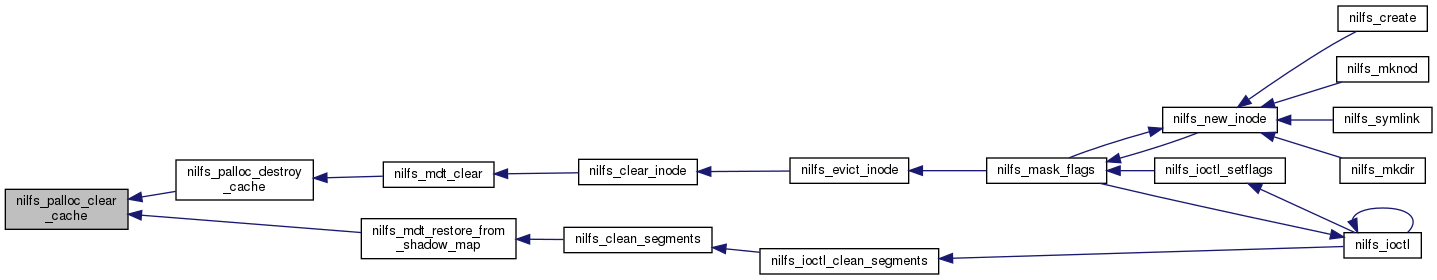 nilfs_create
nilfs_mknod
nilfs_new_inode
nilfs_symlink
nilfs_palloc_destroy
_cache
nilfs_mdt_clear
nilfs_clear_inode
nilfs_evict_inode
nilfs_mask_flags
nilfs_ioctl_setflags
nilfs_mkdir
nilfs_palloc_clear
_cache
nilfs_mdt_restore_from
_shadow_map
nilfs_clean_segments
nilfs_ioctl_clean_segments
nilfs_ioctl